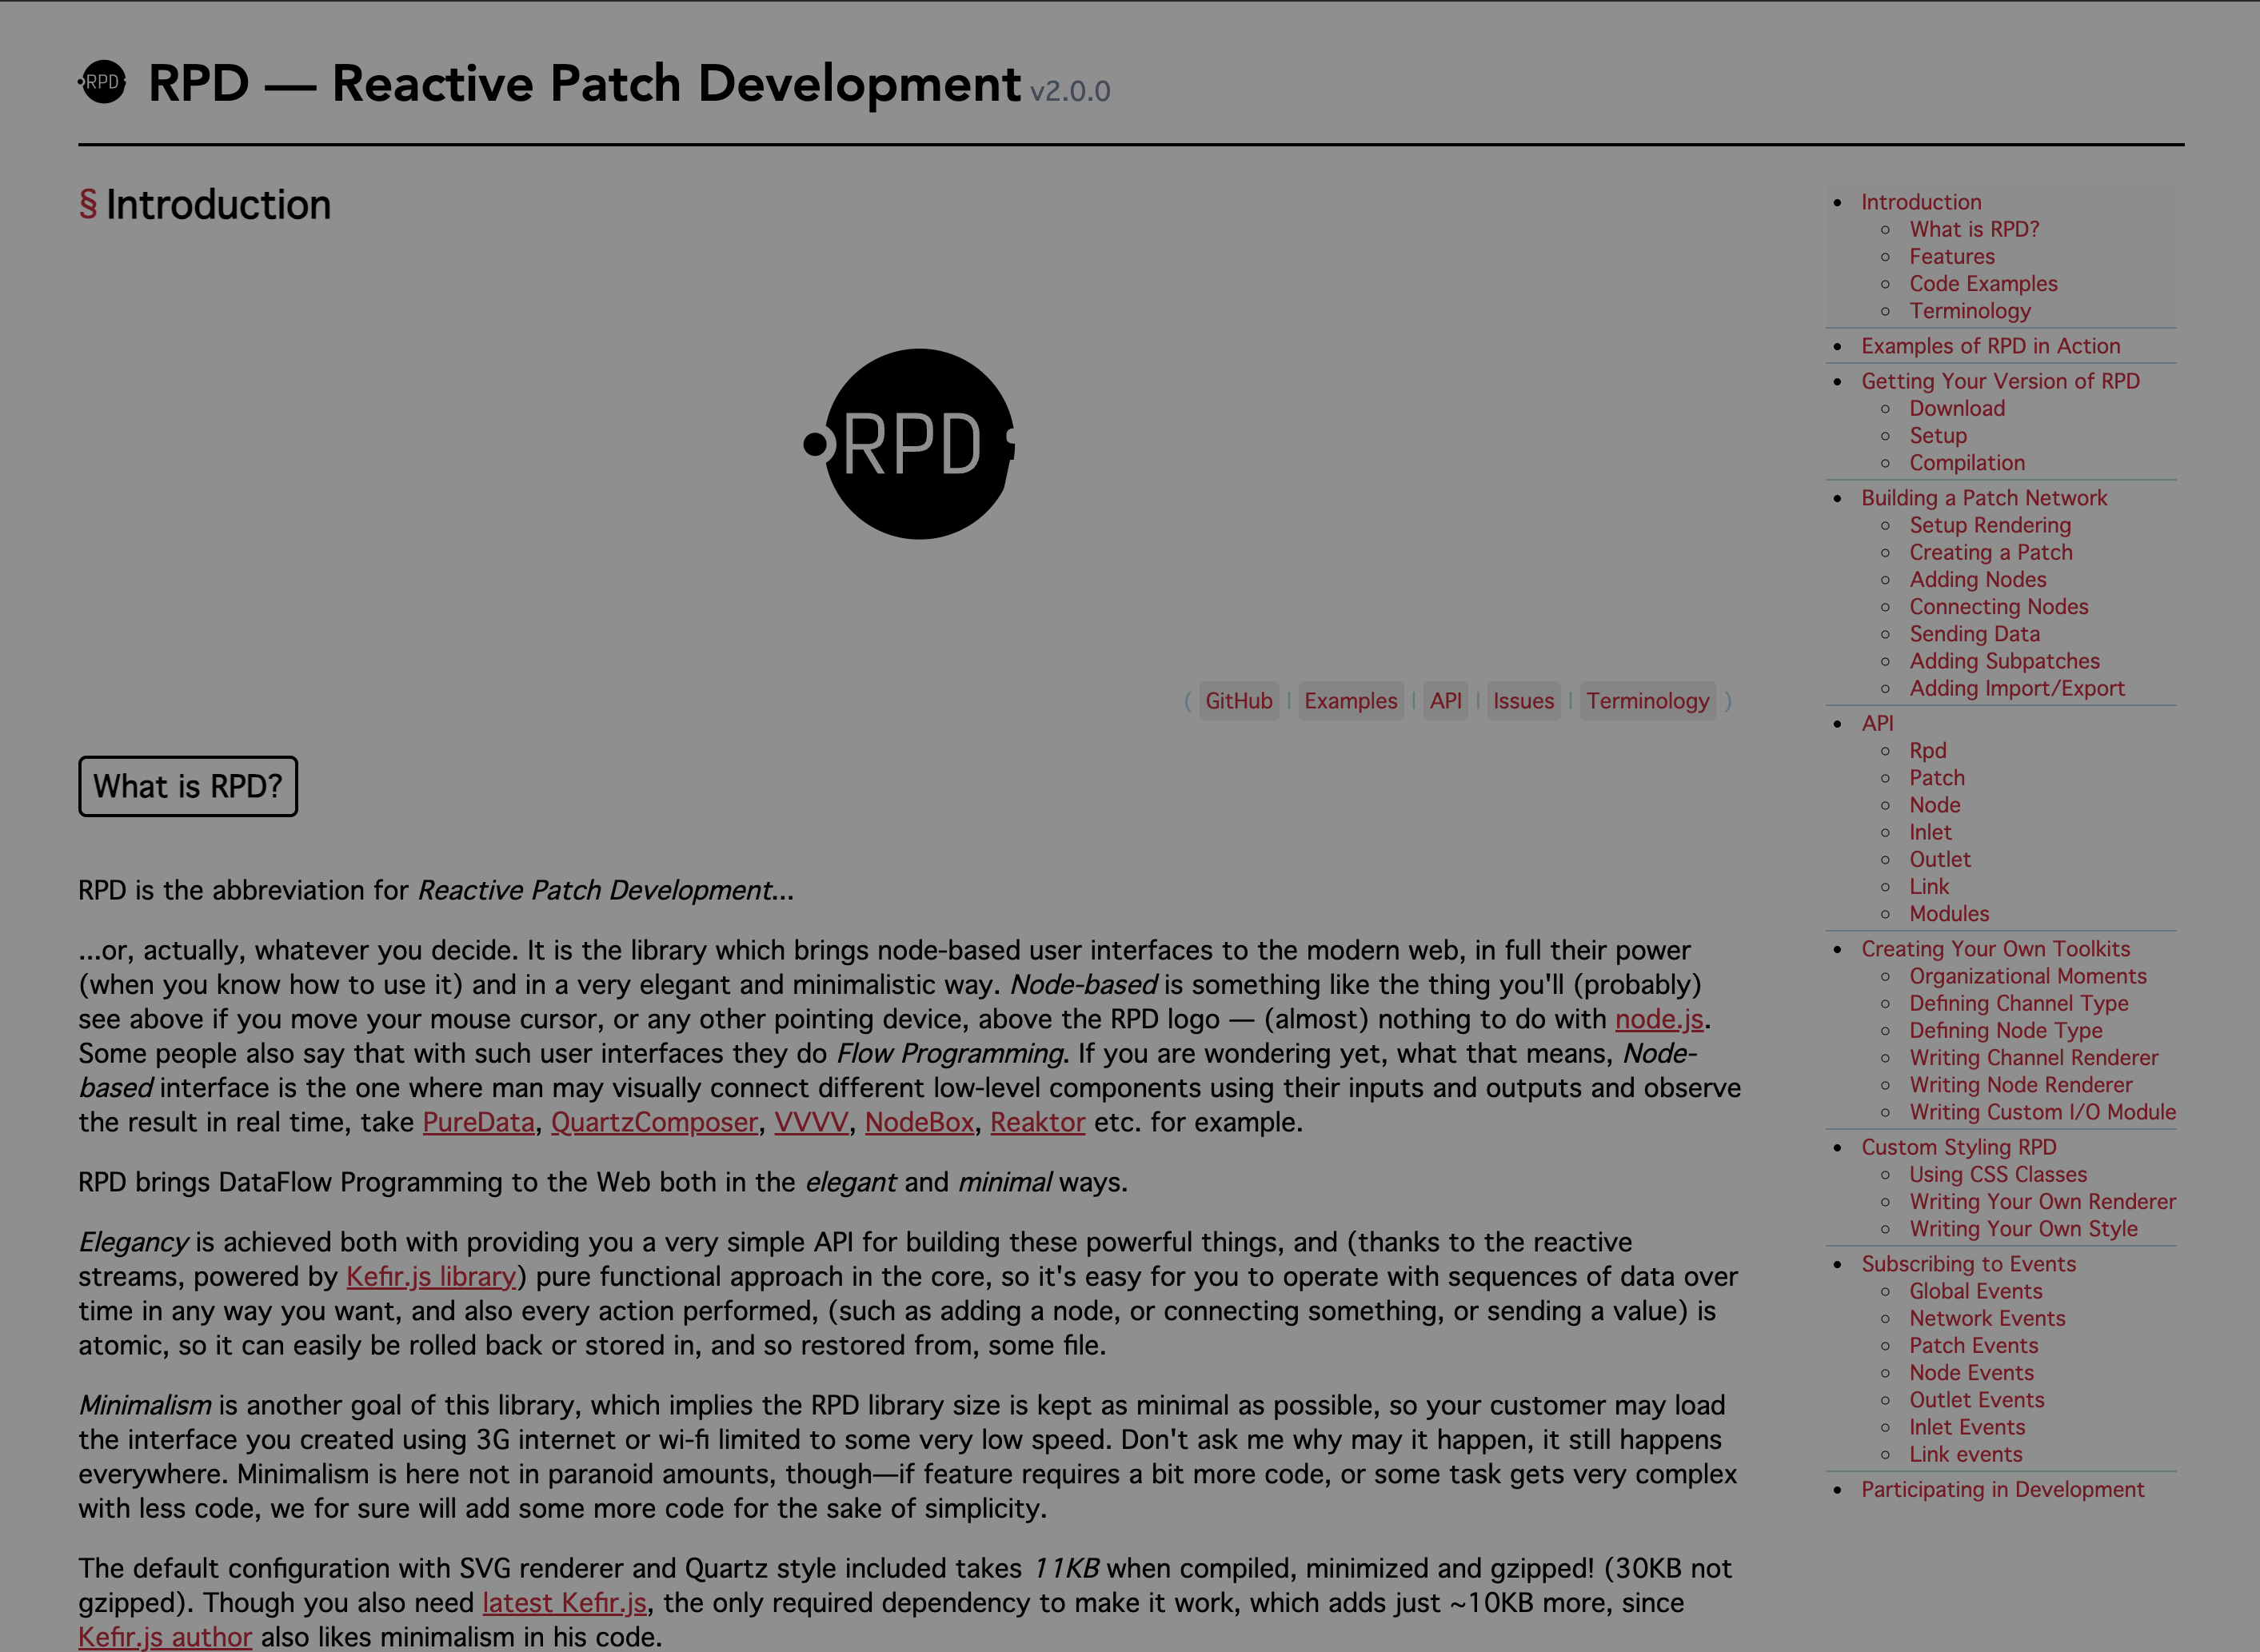 RPD
RPD — Reactive Patch Development v2.0.0
§ Introduction
RPD
( GitHub | Examples | API | Issues | Terminology )
What is RPD?
RPD is the abbreviation for Reactive Patch Development...
...or, actually, whatever you decide. It is the library which brings node-based user interfaces to the modern web, in full their power
(when you know how to use it) and in a very elegant and minimalistic way. Node-based is something like the thing you'll (probably)
see above if you move your mouse cursor, or any other pointing device, above the RPD logo — (almost) nothing to do with node.js.
Some people also say that with such user interfaces they do Flow Programming. If you are wondering yet, what that means, Node-
based interface is the one where man may visually connect different low-level components using their inputs and outputs and observe
the result in real time, take PureData, QuartzComposer, VVVV, NodeBox, Reaktor etc. for example.
RPD brings DataFlow Programming to the Web both in the elegant and minimal ways.
Elegancy is achieved both with providing you a very simple API for building these powerful things, and (thanks to the reactive
streams, powered by Kefir.js library) pure functional approach in the core, so it's easy for you to operate with sequences of data over
time in any way you want, and also every action performed, (such as adding a node, or connecting something, or sending a value) is
atomic, so it can easily be rolled back or stored in, and so restored from, some file.
Minimalism is another goal of this library, which implies the RPD library size is kept as minimal as possible, so your customer may load
the interface you created using 3G internet or wi-fi limited to some very low speed. Don't ask me why may it happen, it still happens
everywhere. Minimalism is here not in paranoid amounts, though—if feature requires a bit more code, or some task gets very complex
with less code, we for sure will add some more code for the sake of simplicity.
The default configuration with SVG renderer and Quartz style included takes 11KB when compiled, minimized and gzipped! (30KB not
gzipped). Though you also need latest Kefir.js, the only required dependency to make it work, which adds just ~10KB more, since
Kefir.js author also likes minimalism in his code.
Introduction
What is RPD?
Features
Code Examples
Terminology
Examples of RPD in Action
Getting Your Version of RPD
Download
Setup
Compilation
Building a Patch Network
Setup Rendering
Creating a Patch
Adding Nodes
Connecting Nodes
Sending Data
Adding Subpatches
Adding Import/Export
API
Rpd
Patch
Node
Inlet
Outlet
Link
Modules
Creating Your Own Toolkits
Organizational Moments
Defining Channel Type
Defining Node Type
Writing Channel Renderer
Writing Node Renderer
Writing Custom I/O Module
Custom Styling RPD
Using CSS Classes
Writing Your Own Renderer
Writing Your Own Style
Subscribing to Events
Global Events
Network Events
Patch Events
Node Events
Outlet Events
Inlet Events
Link events
Participating in Development